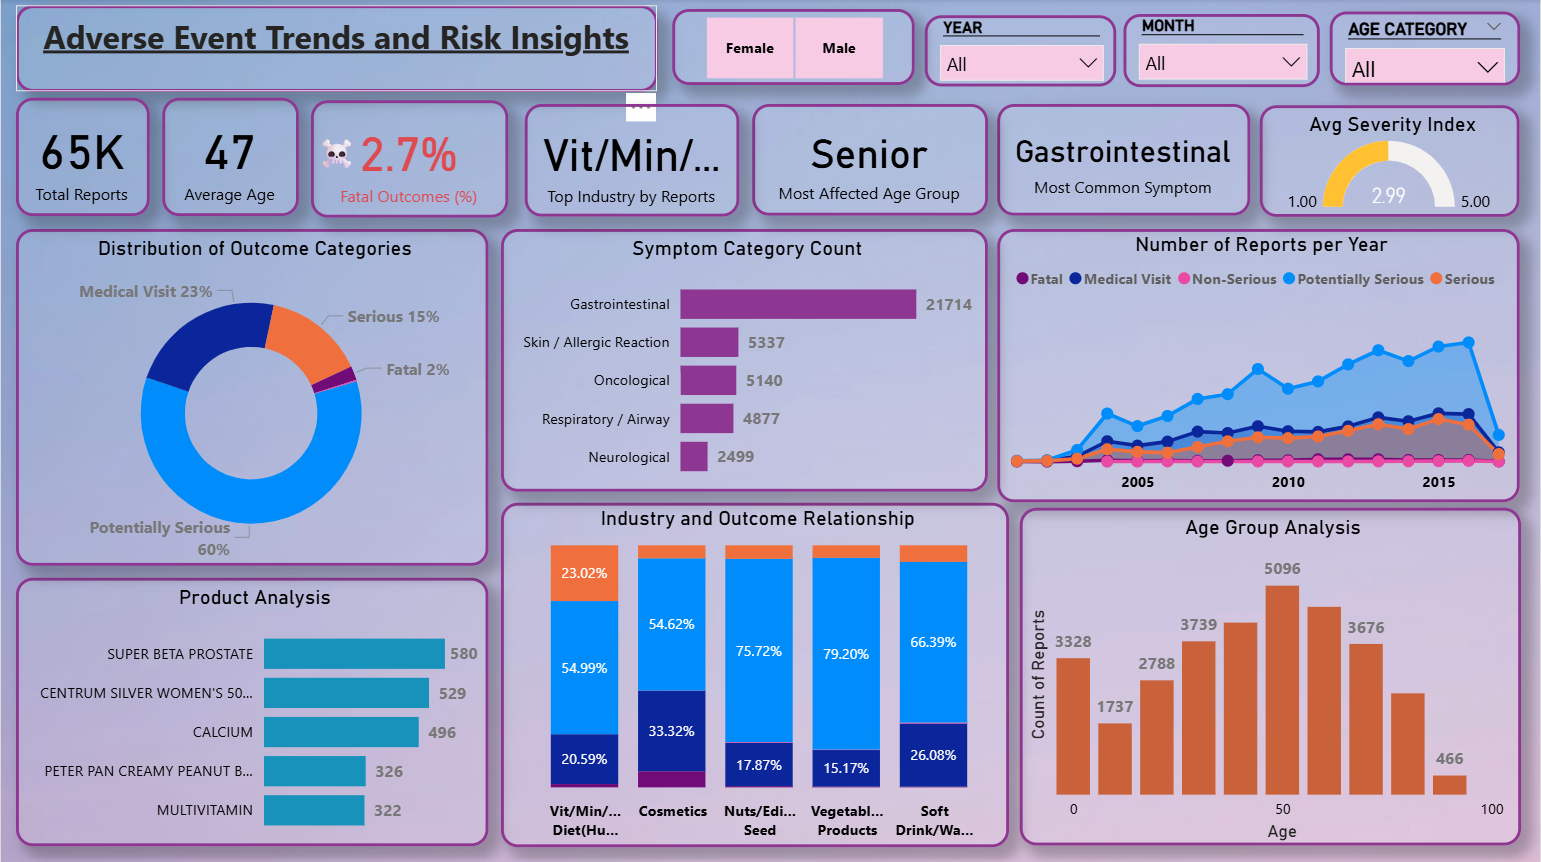 Adverse Event Trends and Risk Insights
Female
Male
YEAR
All
MONTH
All
AGE CATEGORY
All
65K
Total Reports
47
Average Age
☠️ 2.7%
Fatal Outcomes (%)
Vit/Min/...
Top Industry by Reports
Senior
Most Affected Age Group
Gastrointestinal
Most Common Symptom
Avg Severity Index
1.00
2.99
5.00
Distribution of Outcome Categories
Medical Visit 23%
Serious 15%
Fatal 2%
Potentially Serious
60%
Symptom Category Count
Gastrointestinal 21714
Skin / Allergic Reaction 5337
Oncological 5140
Respiratory / Airway 4877
Neurological 2499
Number of Reports per Year
Fatal Medical Visit Non-Serious Potentially Serious Serious
2005 2010 2015
Product Analysis
SUPER BETA PROSTATE 580
CENTRUM SILVER WOMEN'S 50... 529
CALCIUM 496
PETER PAN CREAMY PEANUT B... 326
MULTIVITAMIN 322
Industry and Outcome Relationship
23.02%
54.99%
20.59%
54.62%
33.32%
75.72%
17.87%
79.20%
15.17%
66.39%
26.08%
Vit/Min/...
Diet(Hu...
Cosmetics
Nuts/Edi...
Seed
Vegetabl...
Products
Soft
Drink/Wa...
Age Group Analysis
Count of Reports
3328
1737
2788
3739
5096
3676
466
0 50 100
Age